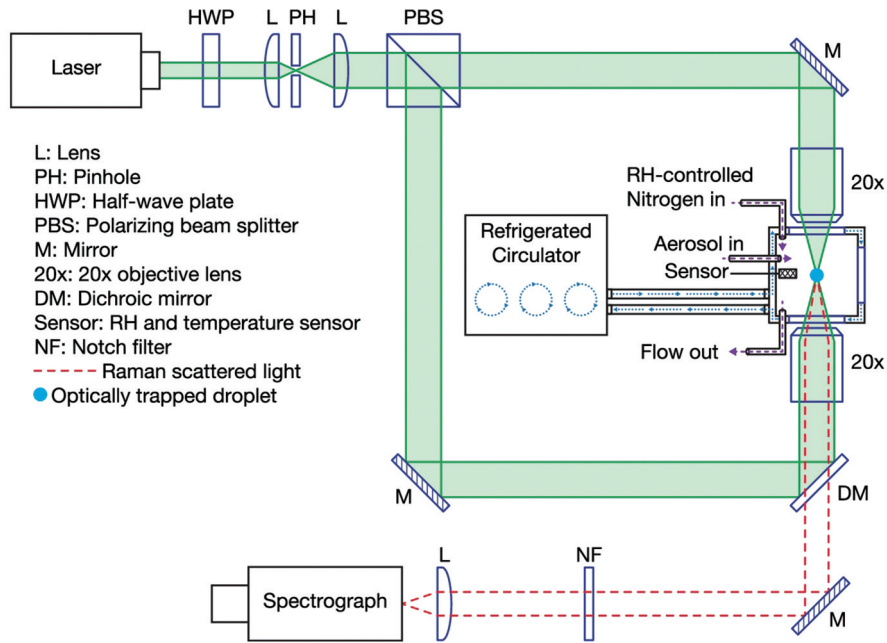 HWP
L
PH
L
PBS
M
Laser
L: Lens
PH: Pinhole
HWP: Half-wave plate
PBS: Polarizing beam splitter
M: Mirror
20x: 20x objective lens
DM: Dichroic mirror
Sensor: RH and temperature sensor
NF: Notch filter
Raman scattered light
Optically trapped droplet
RH-controlled
Nitrogen in
20x
Refrigerated
Circulator
Aerosol in
Sensor
Flow out
20x
M
DM
L
NF
Spectrograph
M